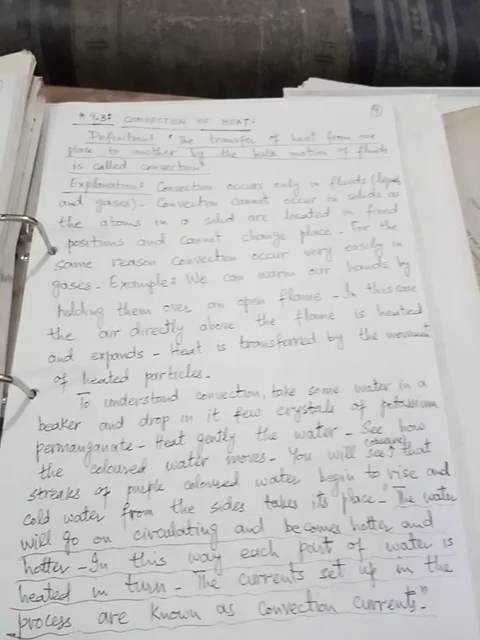 * 9.3: CONVECTION OF HEAT:
Definition: "The transfer of heat from one
place to another by the bulk motion of fluids
is called convection"
Explanation: Convection occurs only in fluids (liquids
and gases). Convection cannot occur in solids as
the atoms in a solid are located in fixed
positions and cannot change place. For the
same reason convection occur very easily in
gases. Example: We can warm our hands by
holding them over an open flame. In this case
the air directly above the flame is heated
and expands. Heat is transferred by the movement
of heated particles.
To understand convection, take some water in a
beaker and drop in it few crystals of potassium
permanganate. Heat gently the water. See how
the coloured water moves. You will see (observe) that
streaks of purple coloured water begin to rise and
cold water from the sides takes its place. "The water
will go on circulating and becomes hotter and
hotter. In this way each part of water is
heated in turn. The currents set up in the
process are known as convection currents".